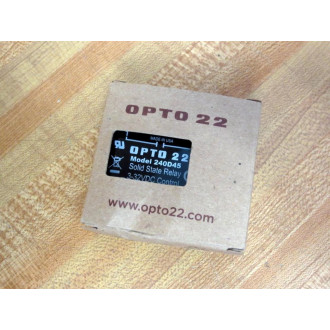 OPTO 22
MADE IN USA
OPTO 22
Model 240D45
Solid State Relay
3-32VDC Control
www.opto22.com